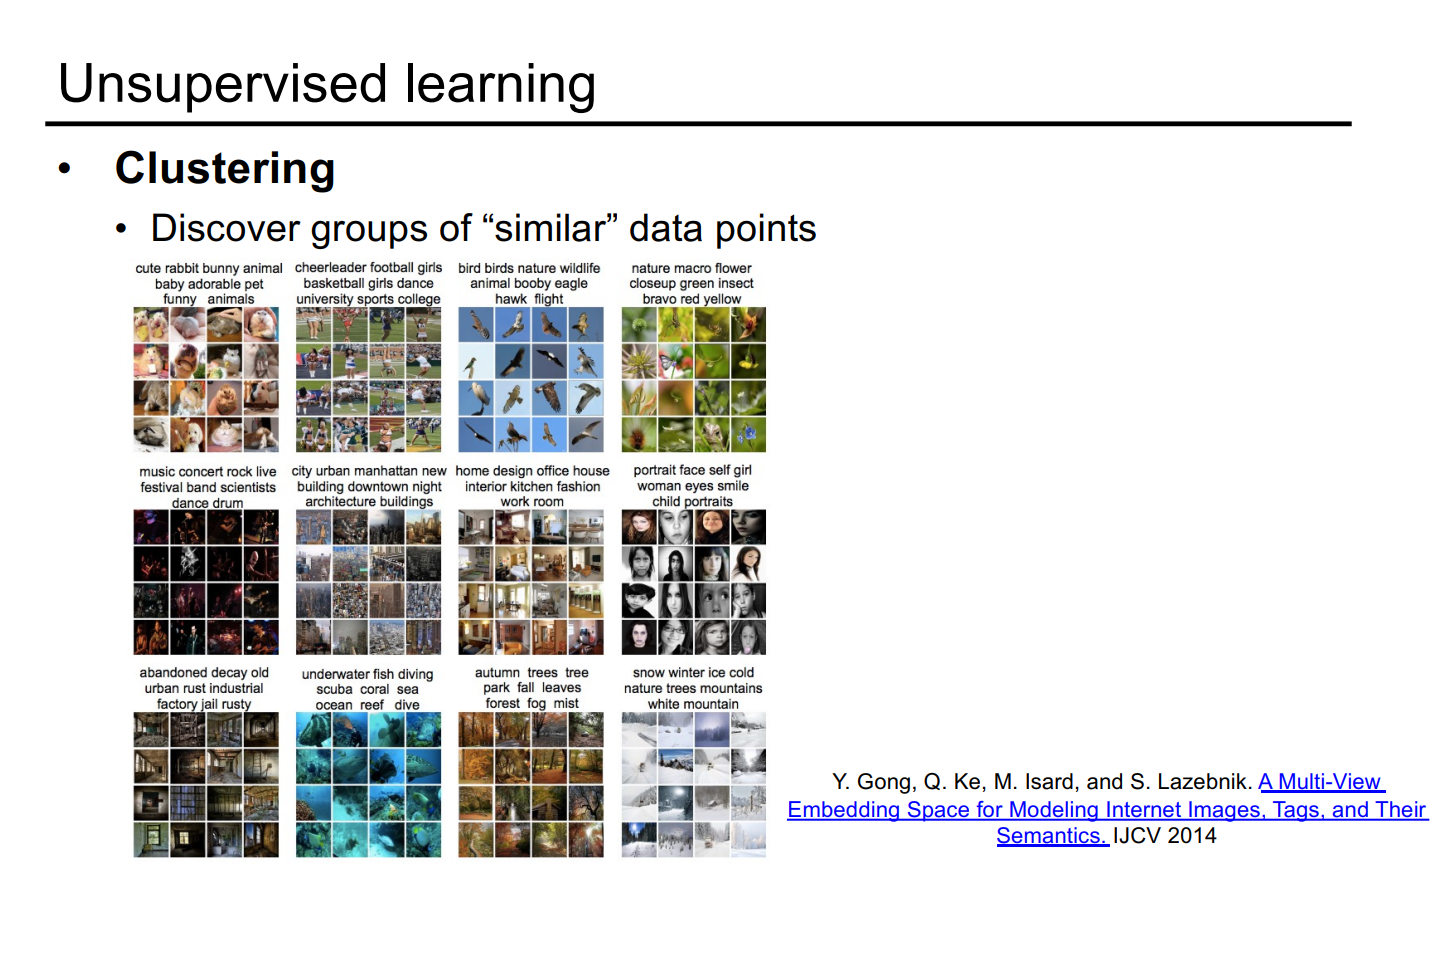 Unsupervised learning
• Clustering
• Discover groups of “similar” data points
cute rabbit bunny animal
baby adorable pet
funny animals
cheerleader football girls
basketball girls dance
university sports college
bird birds nature wildlife
animal booby eagle
hawk flight
nature macro flower
closeup green insect
bravo red yellow
music concert rock live
festival band scientists
dance drum
city urban manhattan new
building downtown night
architecture buildings
home design office house
interior kitchen fashion
work room
portrait face self girl
woman eyes smile
child portraits
abandoned decay old
urban rust industrial
factory jail rusty
underwater fish diving
scuba coral sea
ocean reef dive
autumn trees tree
park fall leaves
forest fog mist
snow winter ice cold
nature trees mountains
white mountain
Y. Gong, Q. Ke, M. Isard, and S. Lazebnik. A Multi-View
Embedding Space for Modeling Internet Images, Tags, and Their
Semantics. IJCV 2014